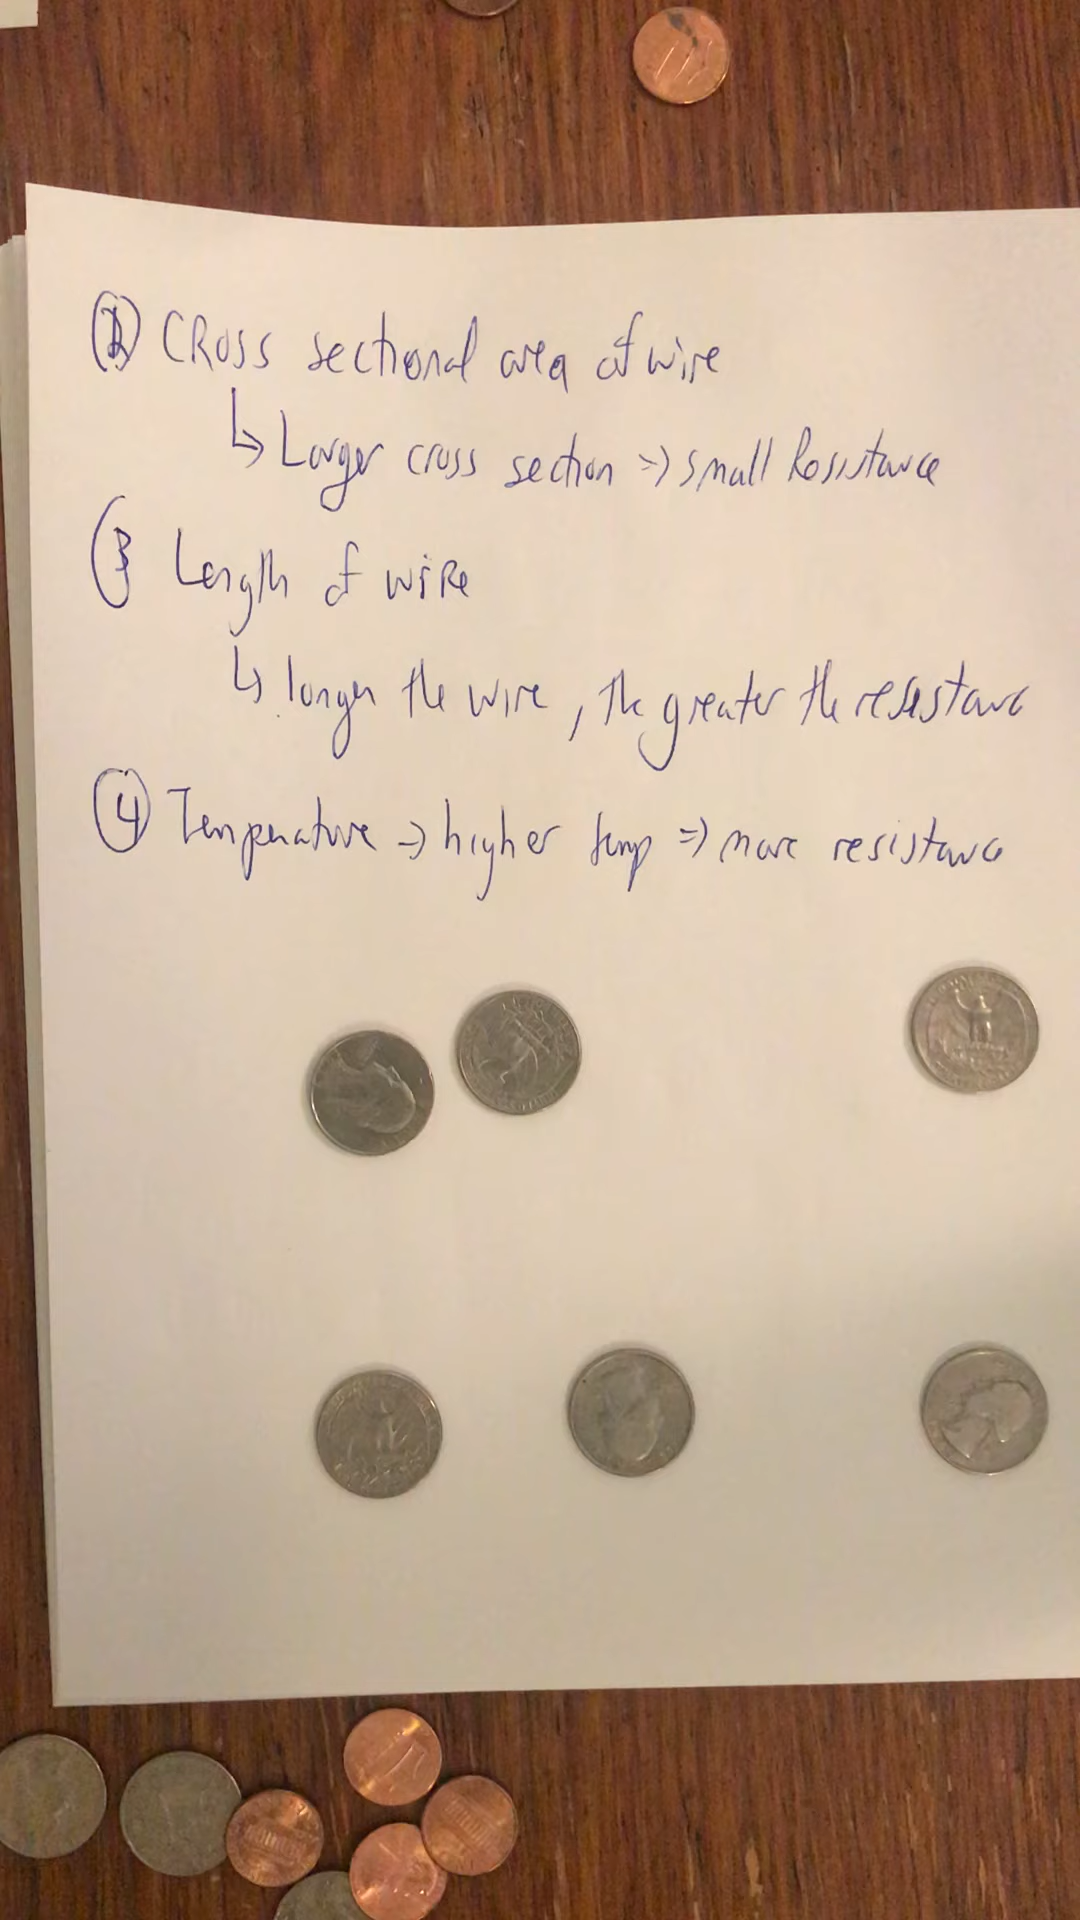 ② CROSS sectional area of wire
↳ Larger cross section => small Resistance
③ Length of wire
↳ longer the wire, the greater the resistance
④ Temperature → higher temp => more resistance